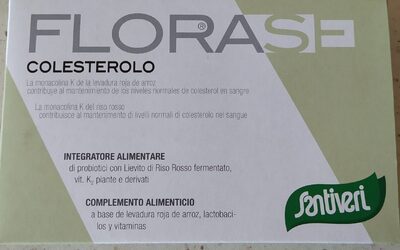 FLORASE®
COLESTEROLO
La monacolina K de la levadura roja de arroz
contribuye al mantenimiento de los niveles normales de colesterol en sangre
La monacolina K del riso rosso
contribuisce al mantenimento di livelli normali di colesterolo nel sangue
INTEGRATORE ALIMENTARE
di probiotici con Lievito di Riso Rosso fermentato,
vit. K₂ piante e derivati
COMPLEMENTO ALIMENTICIO
a base de levadura roja de arroz, lactobaci-
los y vitaminas
Santiveri